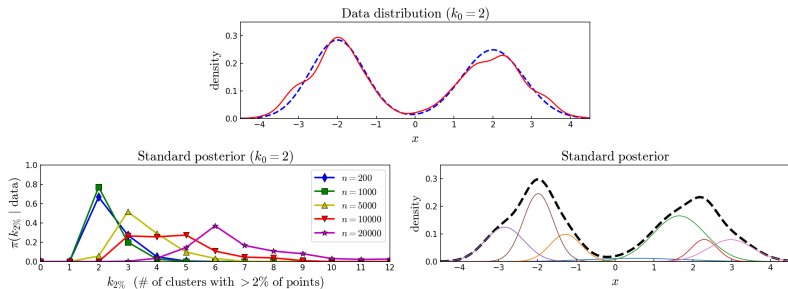 Data distribution (k₀ = 2)
density
0.3
0.2
0.1
0.0
−4 −3 −2 −1 0 1 2 3 4
x
Standard posterior (k₀ = 2)
π(k₂% | data)
1.0
0.8
0.6
0.4
0.2
0.0
0 1 2 3 4 5 6 7 8 9 10 11 12
k₂% (# of clusters with >2% of points)
n = 200
n = 1000
n = 5000
n = 10000
n = 20000
Standard posterior
density
0.3
0.2
0.1
0.0
−4 −3 −2 −1 0 1 2 3 4
x